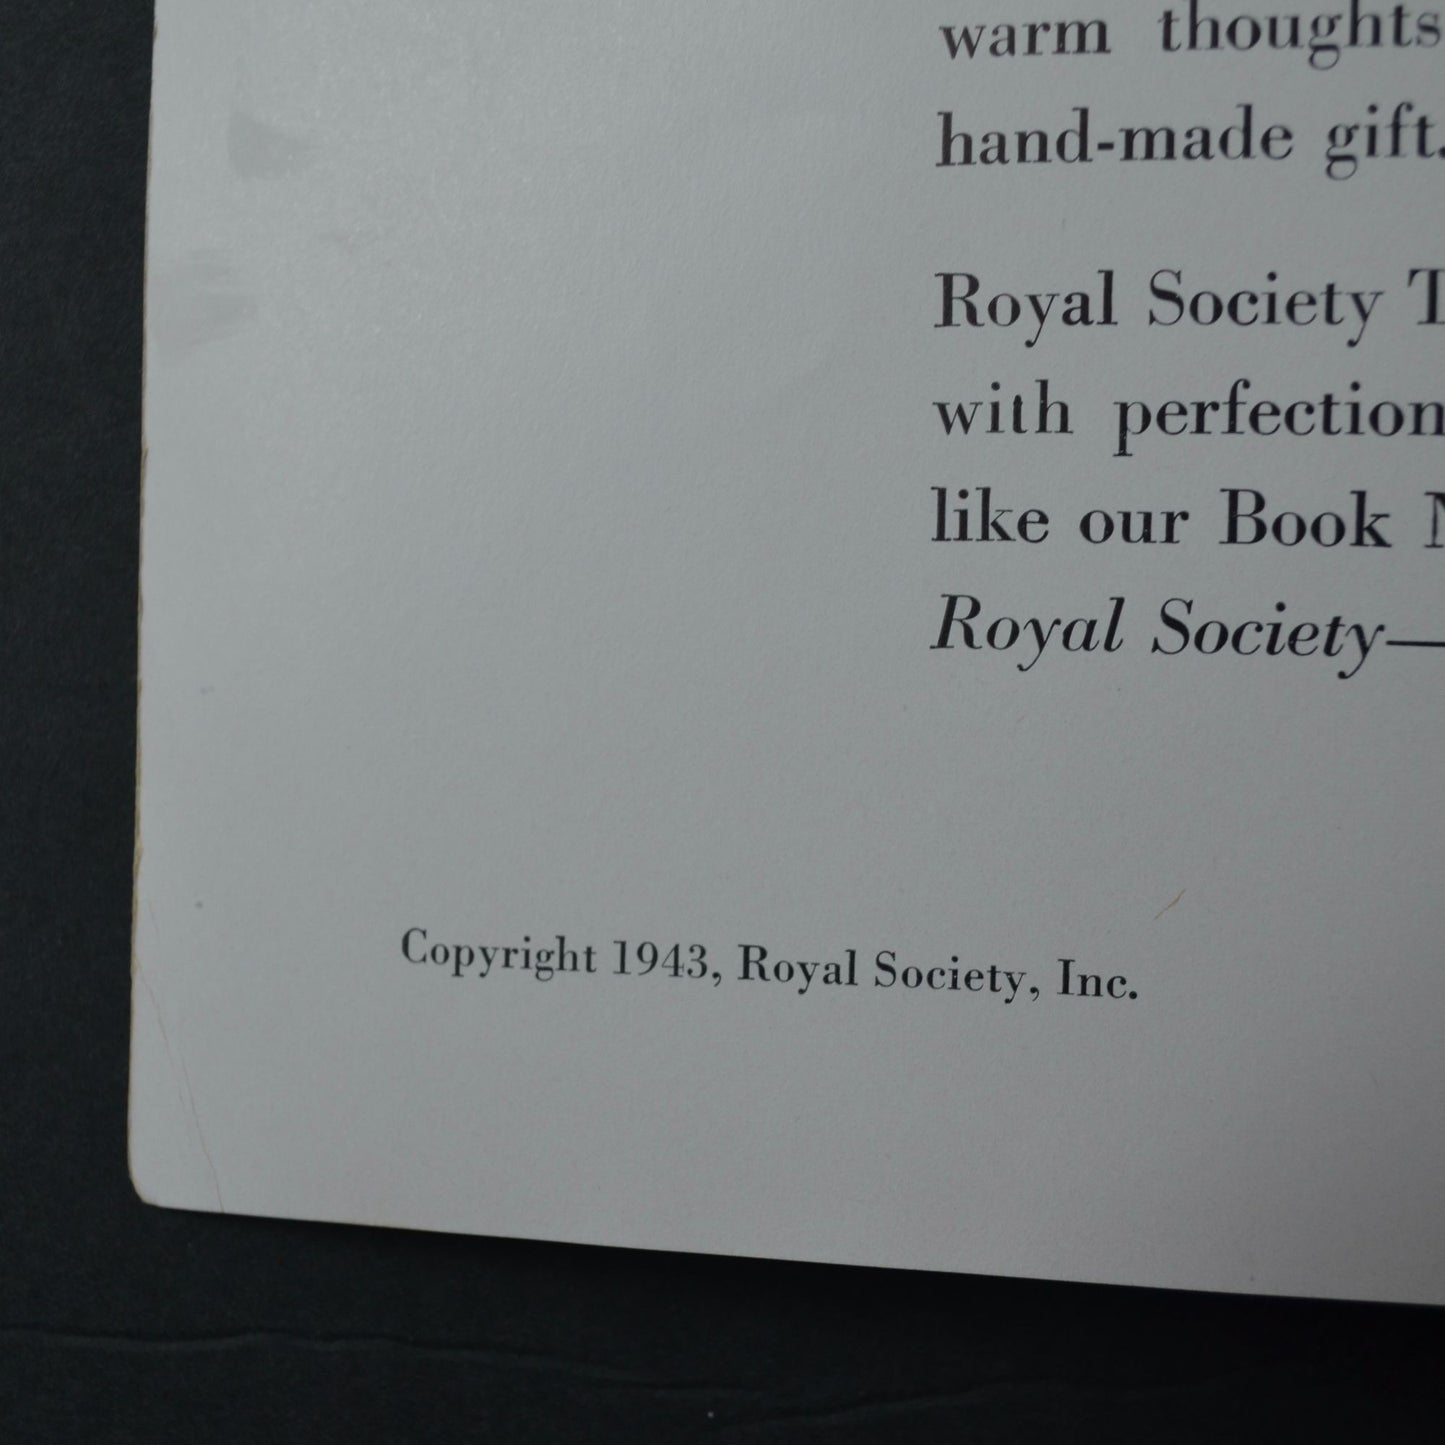 warm thoughts
hand-made gift.
Royal Society
with perfection
like our Book
Royal Society—
Copyright 1943, Royal Society, Inc.